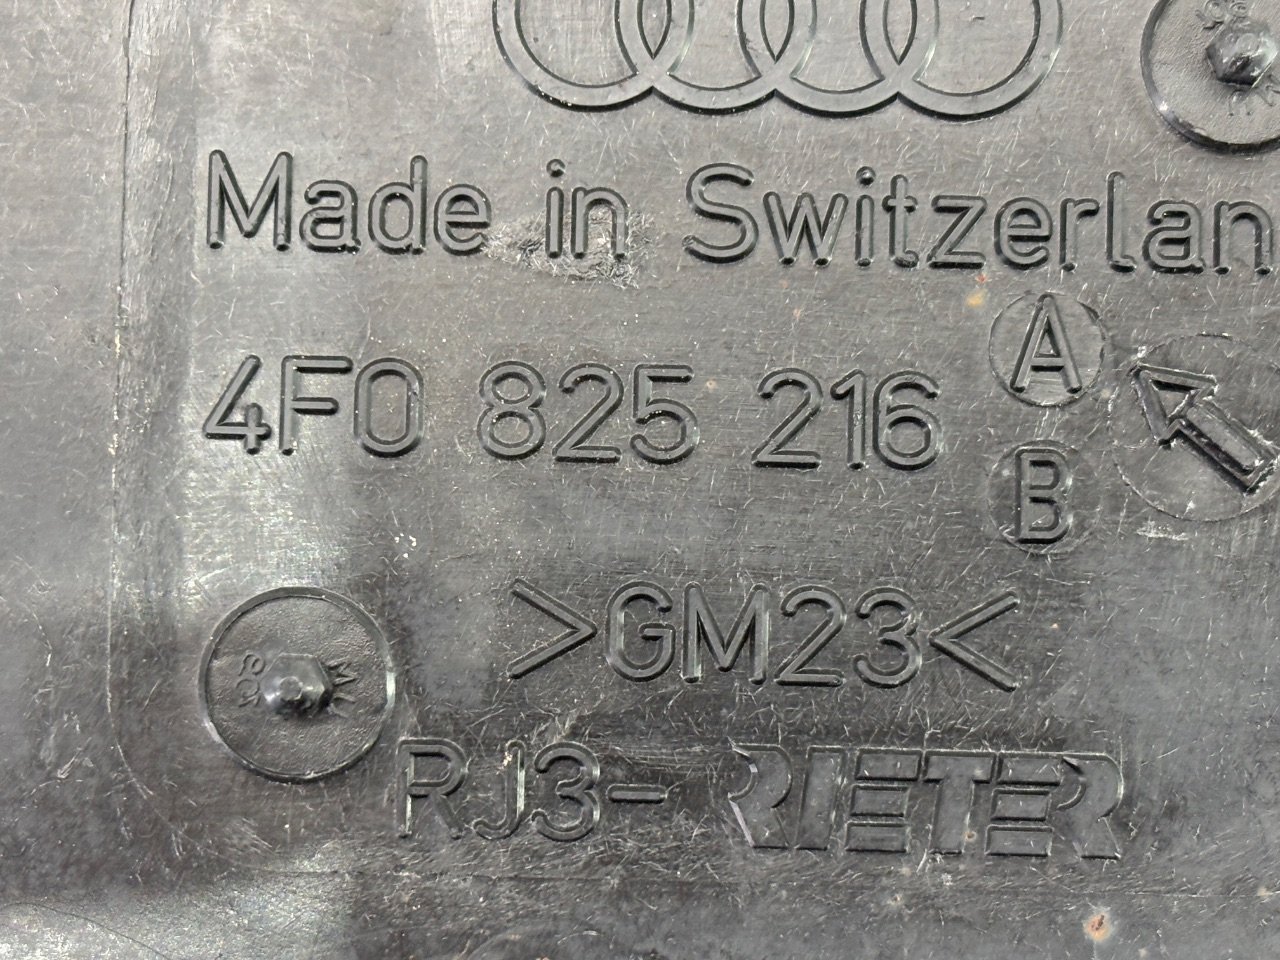 Made in Switzerlan
4F0 825 216
A
B
>GM23<
RJ3-RIETER